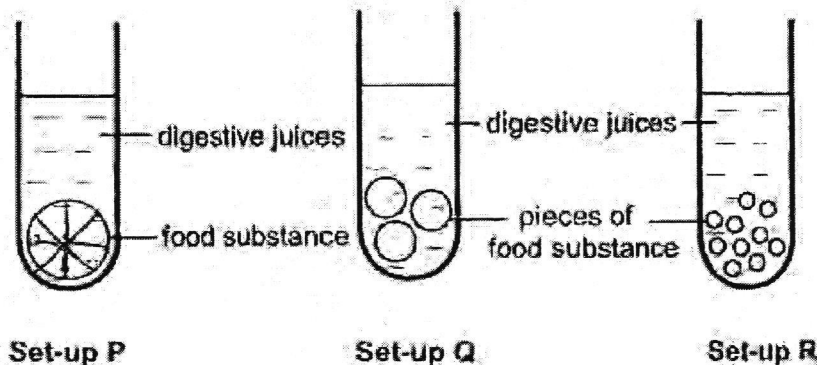 digestive juices
digestive juices
food substance
pieces of
food substance
Set-up P
Set-up Q
Set-up R